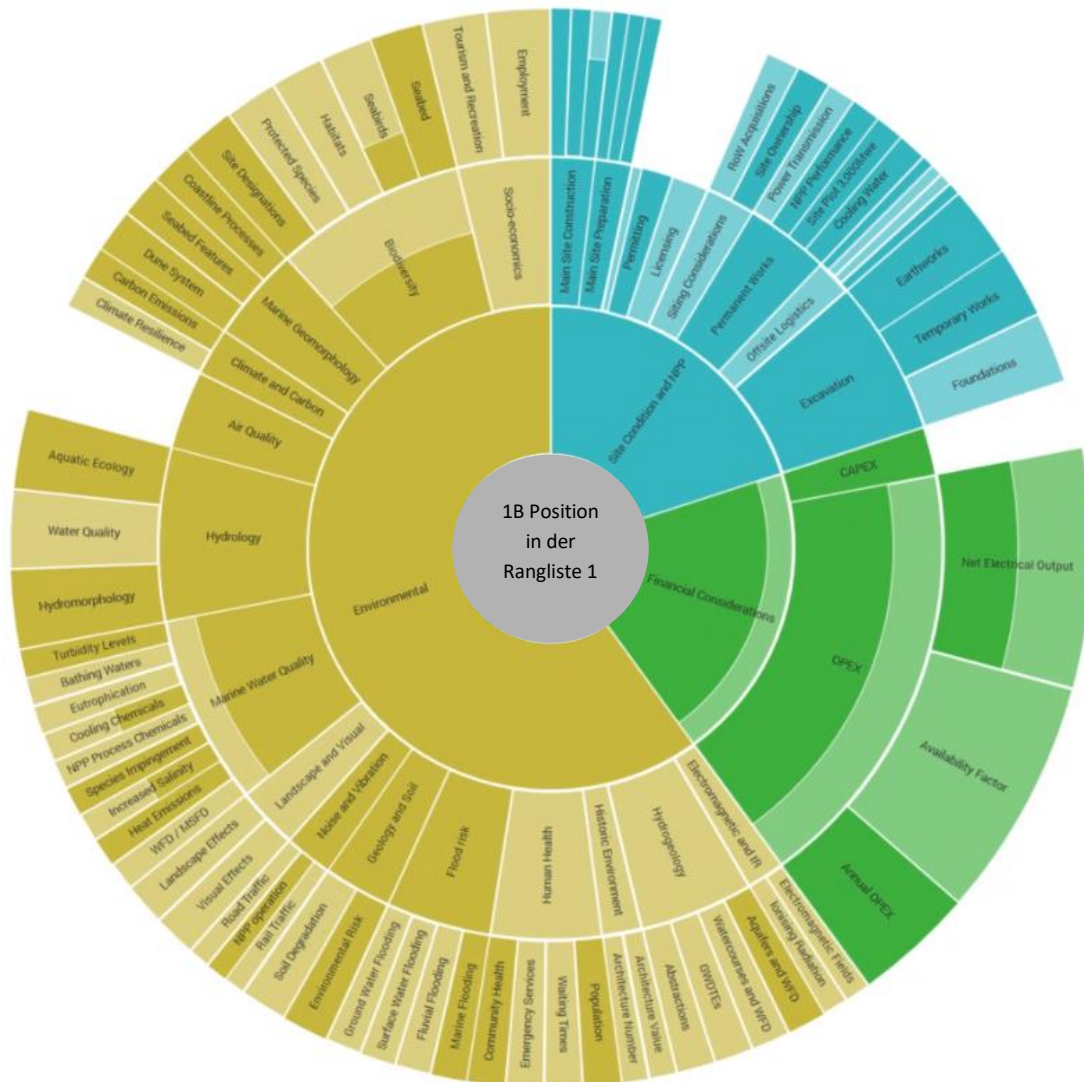 1B Position
in der
Rangliste 1
Site Condition and NPP
Financial Considerations
Environmental
Main Site Construction
Main Site Preparation
Permitting
Licensing
Siting Considerations
Permanent Works
Offsite Logistics
Excavation
CAPEX
OPEX
Electromagnetic and IR
Hydrogeology
Historic Environment
Human Health
Flood risk
Geology and Soil
Noise and Vibration
Landscape and Visual
Marine Water Quality
Hydrology
Air Quality
Climate and Carbon
Marine Geomorphology
Biodiversity
Socio-economics
RoW Acquisitions
Site Ownership
Power Transmission
NPP Performance
Site Plot 3,000Mwe
Cooling Water
Earthworks
Temporary Works
Foundations
Net Electrical Output
Availability Factor
Annual OPEX
Electromagnetic Fields
Ionising Radiation
Aquifers and WFD
Watercourses and WFD
GWDTEs
Abstractions
Architecture Value
Architecture Number
Population
Waiting Times
Emergency Services
Community Health
Marine Flooding
Fluvial Flooding
Surface Water Flooding
Ground Water Flooding
Environmental Risk
Soil Degradation
Rail Traffic
NPP operation
Road Traffic
Visual Effects
Landscape Effects
WFD / MSFD
Heat Emissions
Increased Salinity
Species Impingement
NPP Process Chemicals
Cooling Chemicals
Eutrophication
Bathing Waters
Turbidity Levels
Hydromorphology
Water Quality
Aquatic Ecology
Climate Resilience
Carbon Emissions
Dune System
Seabed Features
Coastline Processes
Site Designations
Protected Species
Habitats
Seabirds
Seabed
Tourism and Recreation
Employment